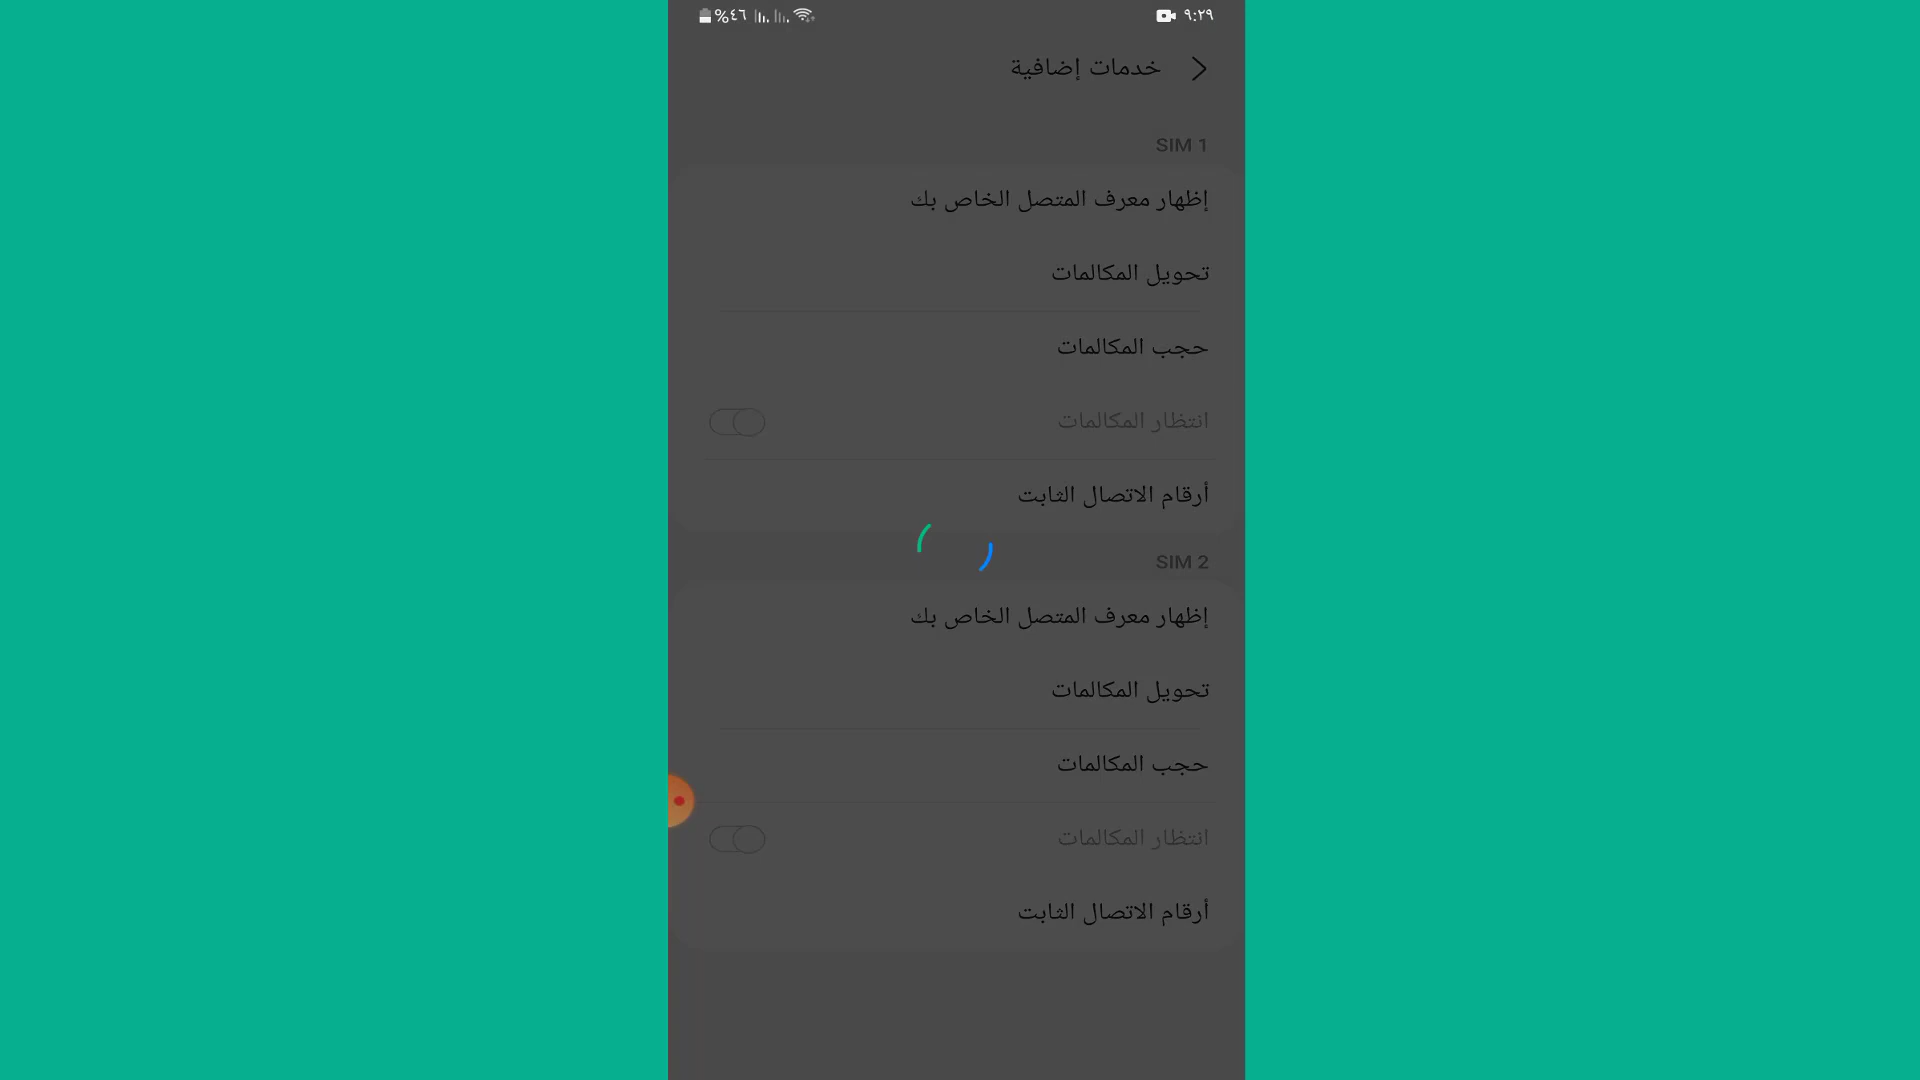 ٩:٢٩
%٤٦
خدمات إضافية
SIM 1
إظهار معرف المتصل الخاص بك
تحويل المكالمات
حجب المكالمات
انتظار المكالمات
أرقام الاتصال الثابت
SIM 2
إظهار معرف المتصل الخاص بك
تحويل المكالمات
حجب المكالمات
انتظار المكالمات
أرقام الاتصال الثابت